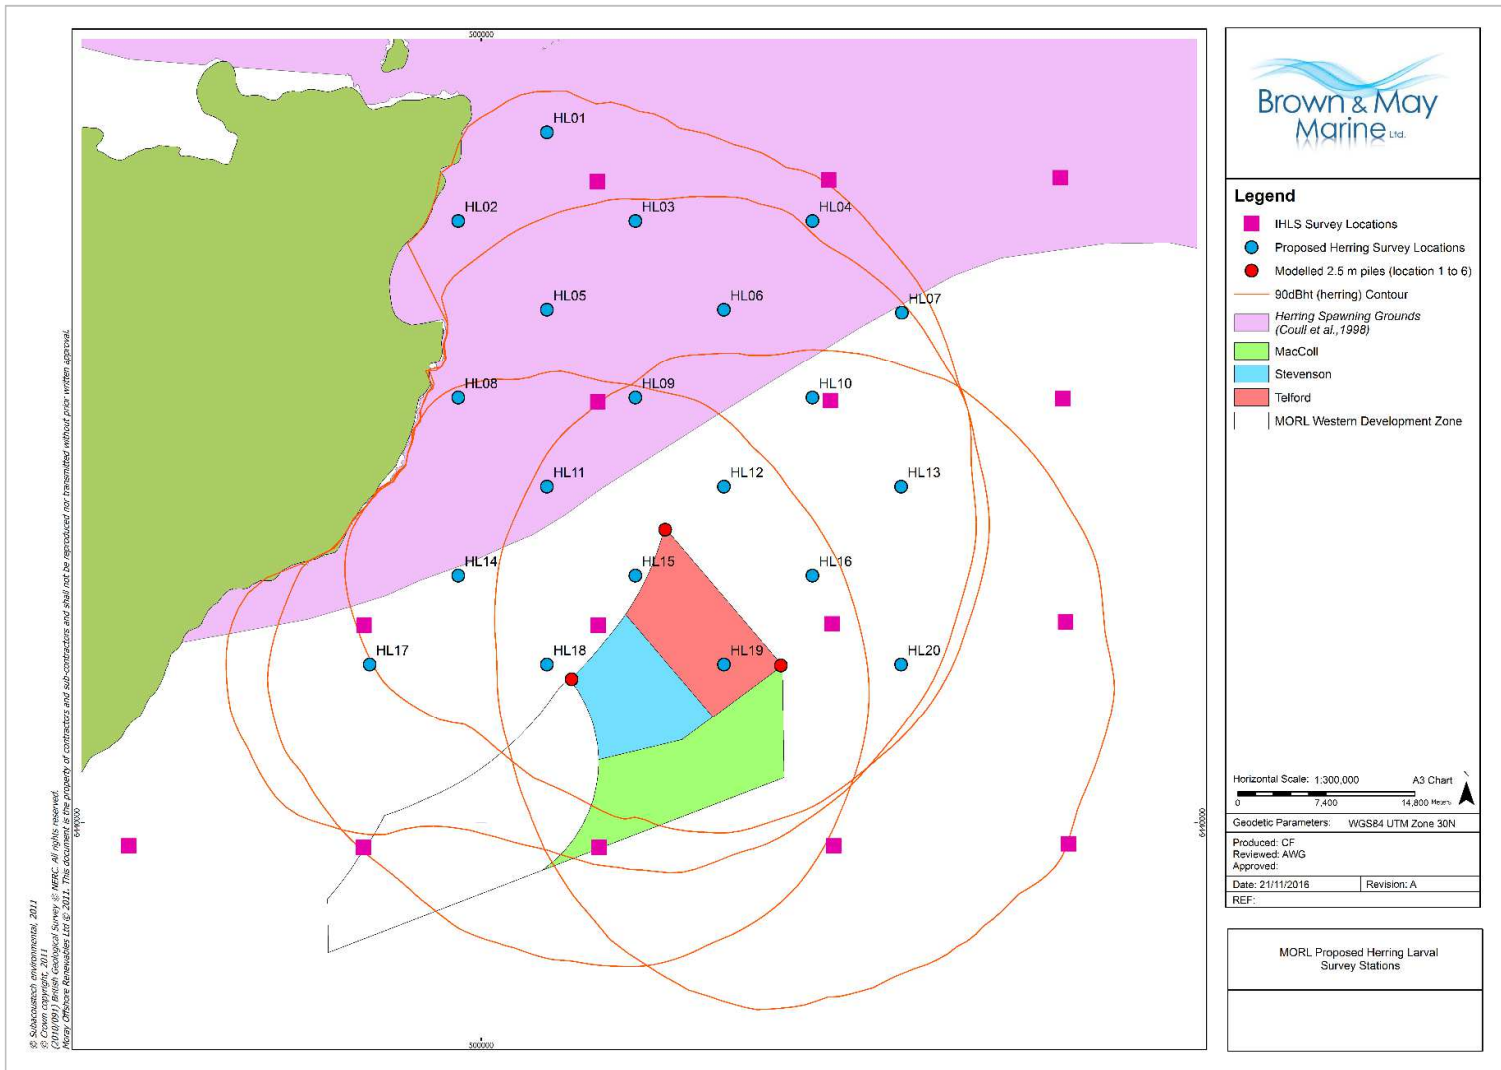 500000
HL01
HL02
HL03
HL04
HL05
HL06
HL07
HL08
HL09
HL10
HL11
HL12
HL13
HL14
HL15
HL16
HL17
HL18
HL19
HL20
6440000
6440000
500000
© Subacoustech environmental, 2011
© Crown copyright, 2011
(2010/091) British Geological Survey © NERC. All rights reserved.
Moray Offshore Renewables Ltd © 2011. This document is the property of contractors and sub-contractors and shall not be reproduced nor transmitted without prior written approval.
Brown & May
Marine Ltd.
Legend
IHLS Survey Locations
Proposed Herring Survey Locations
Modelled 2.5 m piles (location 1 to 6)
90dBht (herring) Contour
Herring Spawning Grounds
(Coull et al.,1998)
MacColl
Stevenson
Telford
MORL Western Development Zone
Horizontal Scale: 1:300,000 A3 Chart
0 7,400 14,800 Meters
Geodetic Parameters: WGS84 UTM Zone 30N
Produced: CF
Reviewed: AWG
Approved:
Date: 21/11/2016 Revision: A
REF:
MORL Proposed Herring Larval
Survey Stations